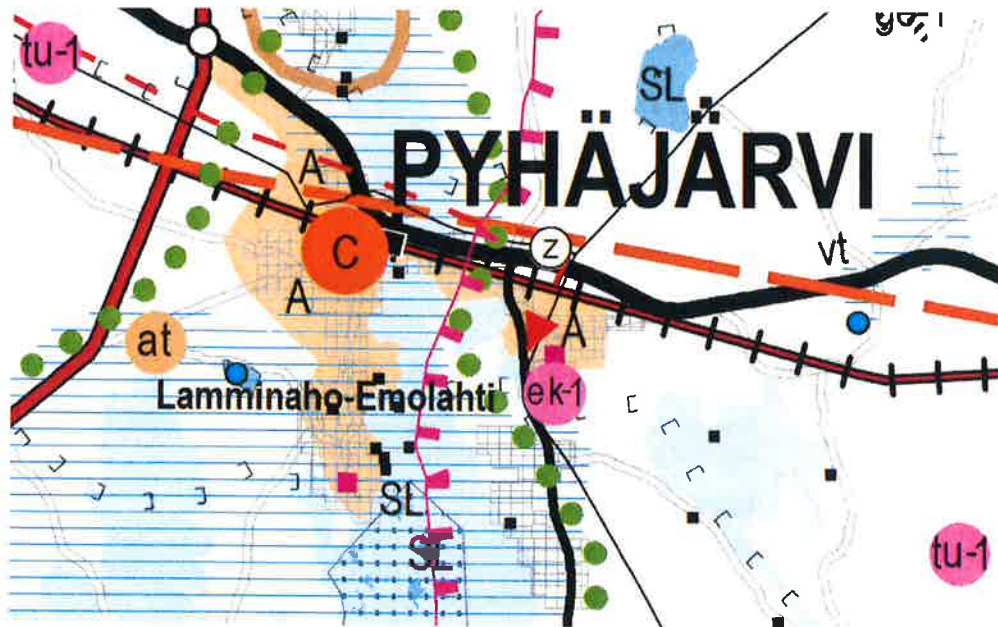 tu-1
SL
A
PYHÄJÄRVI
C
z
vt
A
A
at
Lamminaho-Emolahti
ek-1
SL
SL
tu-1